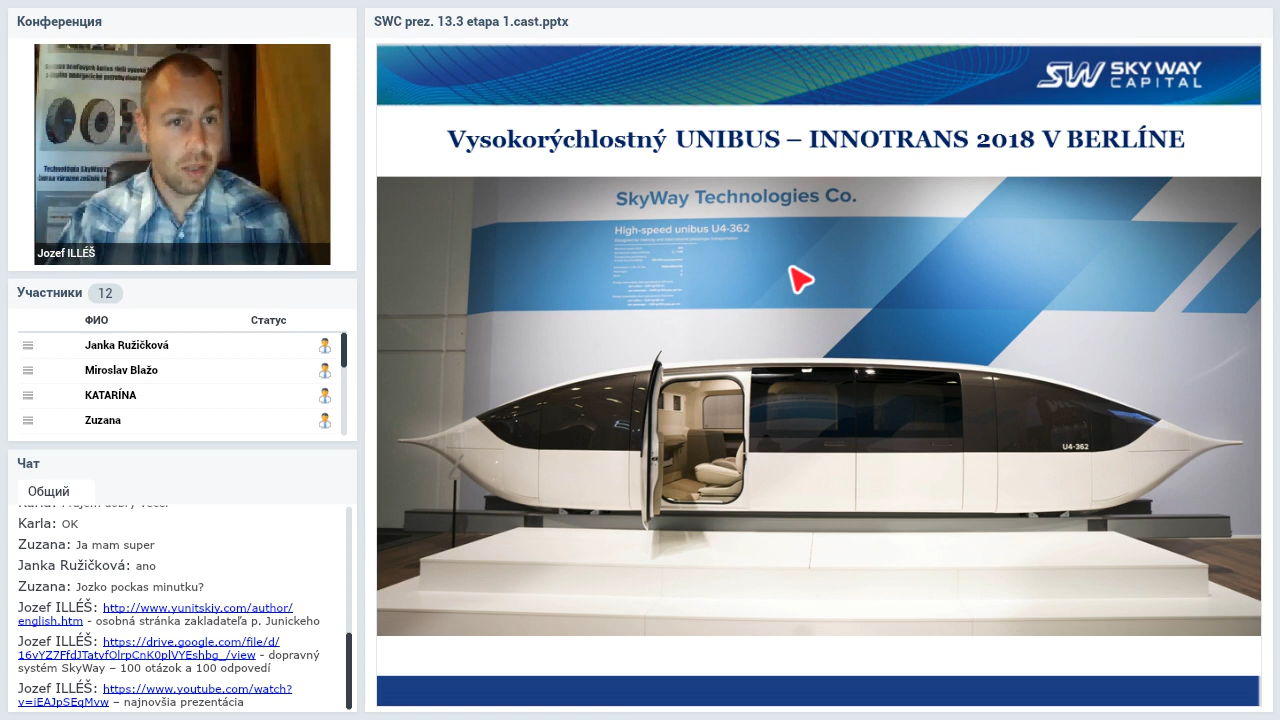 Конференция
Jozef ILLÉŠ
Участники 12
ФИО Статус
Janka Ružičková
Miroslav Blažo
KATARÍNA
Zuzana
Чат
Общий
Karla: OK
Zuzana: Ja mam super
Janka Ružičková: ano
Zuzana: Jozko pockas minutku?
Jozef ILLÉŠ: http://www.yunitskiy.com/author/
english.htm - osobná stránka zakladateľa p. Junickeho
Jozef ILLÉŠ: https://drive.google.com/file/d/
16vYZ7FfdJTatvfOlrpCnK0plVYEshbg_/view - dopravný
systém SkyWay – 100 otázok a 100 odpovedí
Jozef ILLÉŠ: https://www.youtube.com/watch?
v=iEAJpSEqMvw – najnovšia prezentácia
SWC prez. 13.3 etapa 1.cast.pptx
SW SKY WAY
CAPITAL
Vysokorýchlostný UNIBUS – INNOTRANS 2018 V BERLÍNE
SkyWay Technologies Co.
High-speed unibus U4-362
U4-362